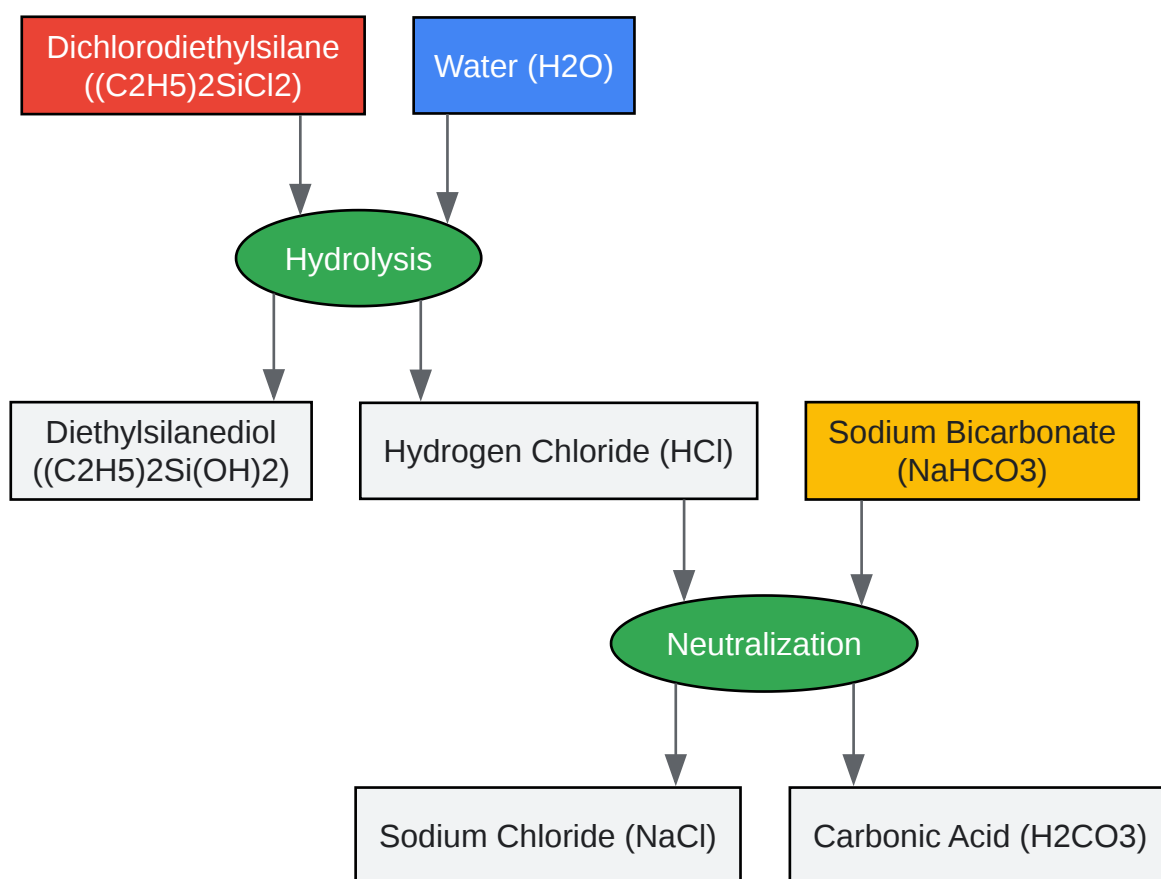 Dichlorodiethylsilane
((C2H5)2SiCl2)
Water (H2O)
Hydrolysis
Diethylsilanediol
((C2H5)2Si(OH)2)
Hydrogen Chloride (HCl)
Sodium Bicarbonate
(NaHCO3)
Neutralization
Sodium Chloride (NaCl)
Carbonic Acid (H2CO3)